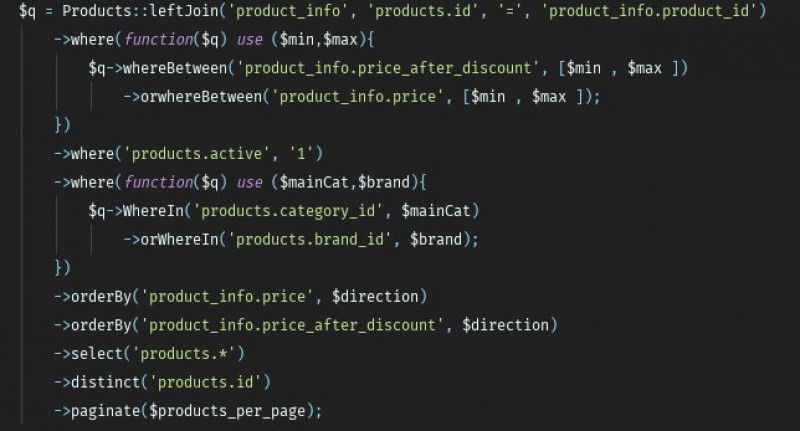 $q = Products::leftJoin('product_info', 'products.id', '=', 'product_info.product_id')
->where(function($q) use ($min,$max){
$q->whereBetween('product_info.price_after_discount', [$min , $max ])
->orwhereBetween('product_info.price', [$min , $max ]);
})
->where('products.active', '1')
->where(function($q) use ($mainCat,$brand){
$q->WhereIn('products.category_id', $mainCat)
->orWhereIn('products.brand_id', $brand);
})
->orderBy('product_info.price', $direction)
->orderBy('product_info.price_after_discount', $direction)
->select('products.*')
->distinct('products.id')
->paginate($products_per_page);